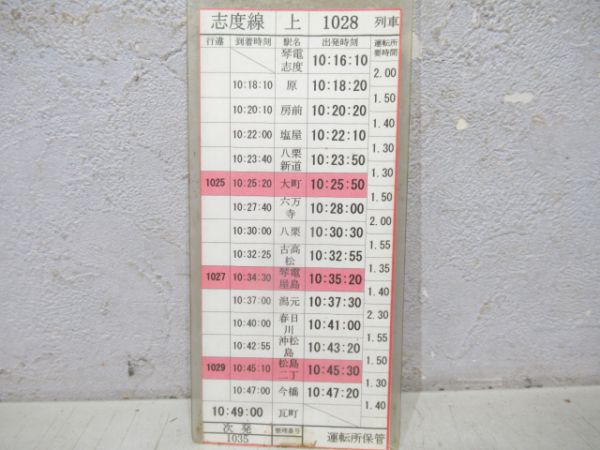 志度線 上 1028 列車
行違 到着時刻 駅名 出発時刻 運転所要時間
琴電志度 10:16:10
2.00
10:18:10 原 10:18:20
1.50
10:20:10 房前 10:20:20
1.40
10:22:00 塩屋 10:22:10
1.30
10:23:40 八栗新道 10:23:50
1.30
1025 10:25:20 大町 10:25:50
1.50
10:27:40 六万寺 10:28:00
2.00
10:30:00 八栗 10:30:30
1.55
10:32:25 古高松 10:32:55
1.35
1027 10:34:30 琴電屋島 10:35:20
1.40
10:37:00 潟元 10:37:30
2.30
10:40:00 春日川 10:41:00
1.55
10:42:55 沖松島 10:43:20
1.50
1029 10:45:10 松島二丁 10:45:30
1.30
10:47:00 今橋 10:47:20
1.40
10:49:00 瓦町
次発 整理番号 運転所保管
1035